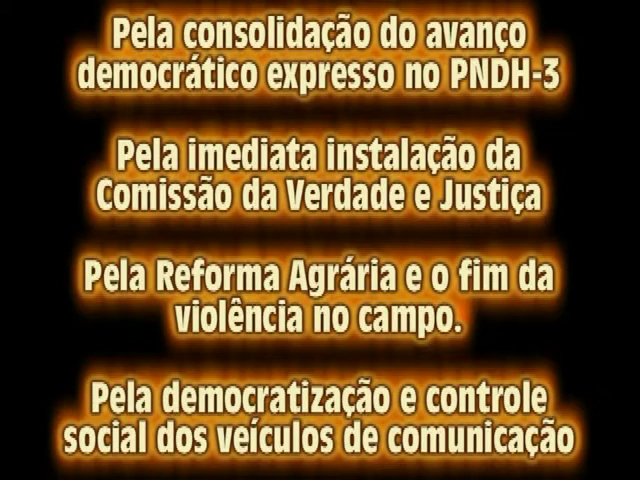 Pela consolidação do avanço
democrático expresso no PNDH-3
Pela imediata instalação da
Comissão da Verdade e Justiça
Pela Reforma Agrária e o fim da
violência no campo.
Pela democratização e controle
social dos veículos de comunicação